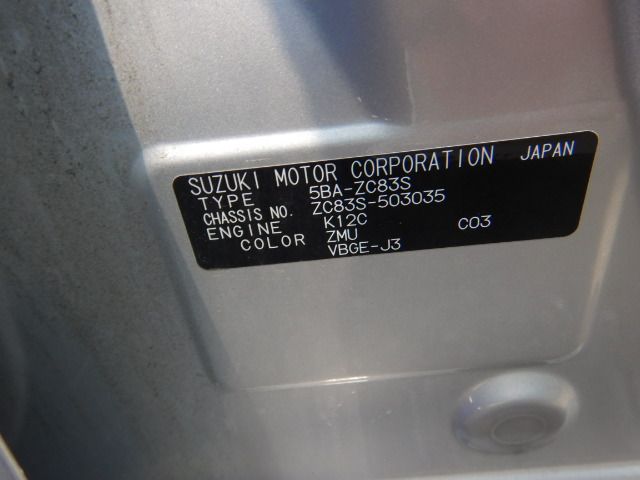 SUZUKI MOTOR CORPORATION JAPAN
TYPE 5BA-ZC83S
CHASSIS NO. ZC83S-503035
ENGINE K12C
COLOR ZMU C03
VBGE-J3